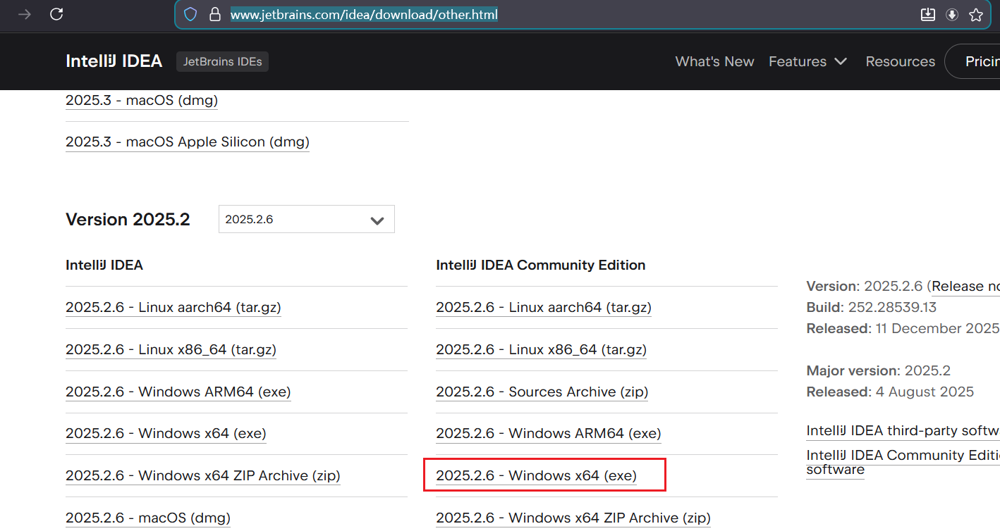 www.jetbrains.com/idea/download/other.html
IntelliJ IDEA JetBrains IDEs What's New Features Resources Pricin
2025.3 - macOS (dmg)
2025.3 - macOS Apple Silicon (dmg)
Version 2025.2 2025.2.6
IntelliJ IDEA
2025.2.6 - Linux aarch64 (tar.gz)
2025.2.6 - Linux x86_64 (tar.gz)
2025.2.6 - Windows ARM64 (exe)
2025.2.6 - Windows x64 (exe)
2025.2.6 - Windows x64 ZIP Archive (zip)
2025.2.6 - macOS (dmg)
IntelliJ IDEA Community Edition
2025.2.6 - Linux aarch64 (tar.gz)
2025.2.6 - Linux x86_64 (tar.gz)
2025.2.6 - Sources Archive (zip)
2025.2.6 - Windows ARM64 (exe)
2025.2.6 - Windows x64 (exe)
2025.2.6 - Windows x64 ZIP Archive (zip)
Version: 2025.2.6 (Release no
Build: 252.28539.13
Released: 11 December 2025
Major version: 2025.2
Released: 4 August 2025
IntelliJ IDEA third-party softw
IntelliJ IDEA Community Editi
software